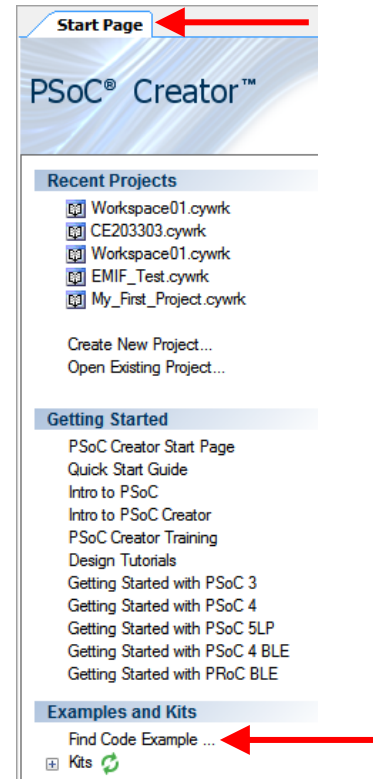 Start Page
PSoC® Creator™
Recent Projects
Workspace01.cywrk
CE203303.cywrk
Workspace01.cywrk
EMIF_Test.cywrk
My_First_Project.cywrk
Create New Project...
Open Existing Project...
Getting Started
PSoC Creator Start Page
Quick Start Guide
Intro to PSoC
Intro to PSoC Creator
PSoC Creator Training
Design Tutorials
Getting Started with PSoC 3
Getting Started with PSoC 4
Getting Started with PSoC 5LP
Getting Started with PSoC 4 BLE
Getting Started with PRoC BLE
Examples and Kits
Find Code Example ...
Kits